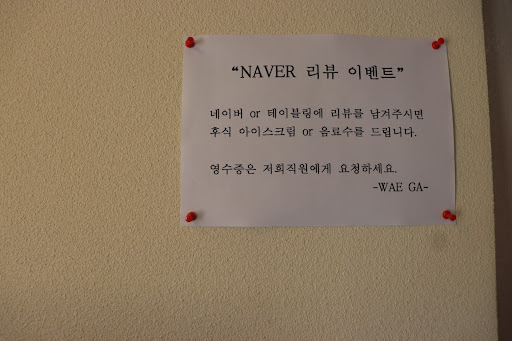 “NAVER 리뷰 이벤트”
네이버 or 테이블링에 리뷰를 남겨주시면
후식 아이스크림 or 음료수를 드립니다.
영수증은 저희직원에게 요청하세요.
-WAE GA-